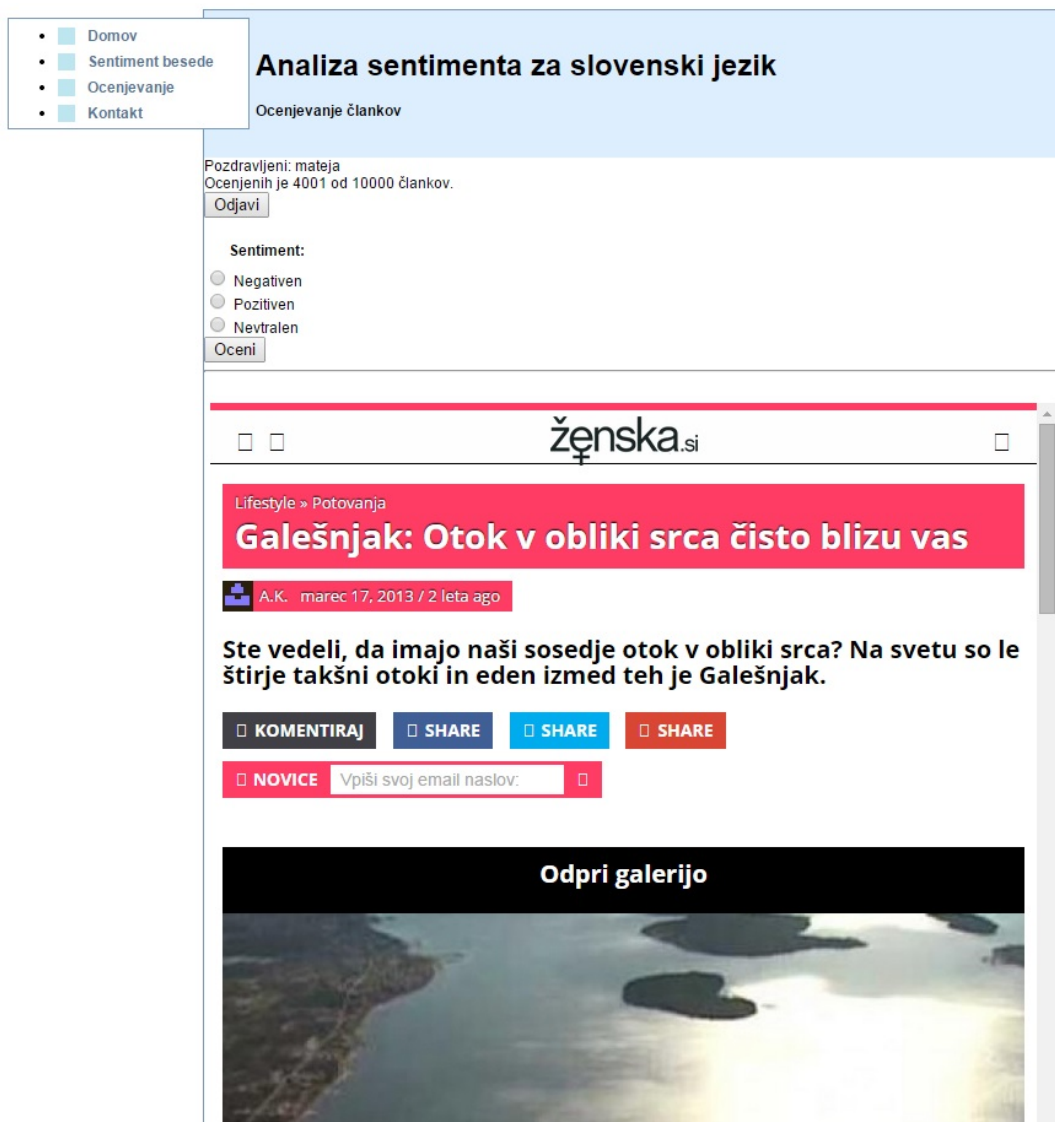 Domov
Sentiment besede
Ocenjevanje
Kontakt
Analiza sentimenta za slovenski jezik
Ocenjevanje člankov
Pozdravljeni: mateja
Ocenjenih je 4001 od 10000 člankov.
Odjavi
Sentiment:
Negativen
Pozitiven
Nevtralen
Oceni
ženska.si
Lifestyle » Potovanja
Galešnjak: Otok v obliki srca čisto blizu vas
A.K. marec 17, 2013 / 2 leta ago
Ste vedeli, da imajo naši sosedje otok v obliki srca? Na svetu so le
štirje takšni otoki in eden izmed teh je Galešnjak.
KOMENTIRAJ SHARE SHARE SHARE
NOVICE Vpiši svoj email naslov:
Odpri galerijo